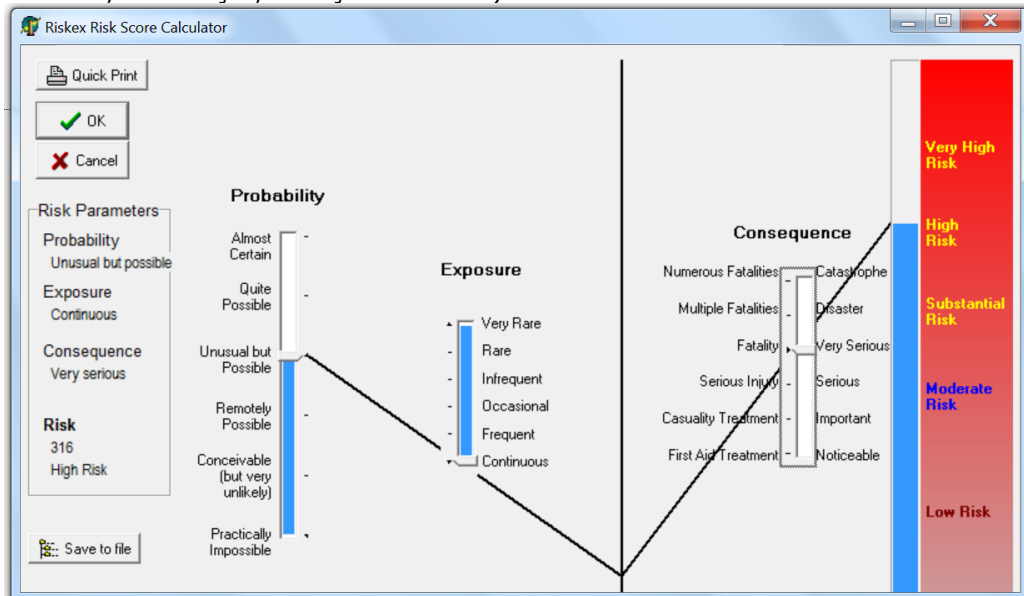 Riskex Risk Score Calculator
Quick Print
OK
Cancel
Risk Parameters
Probability
Unusual but possible
Exposure
Continuous
Consequence
Very serious
Risk
316
High Risk
Save to file
Probability
Almost
Certain
Quite
Possible
Unusual but
Possible
Remotely
Possible
Conceivable
(but very
unlikely)
Practically
Impossible
Exposure
Very Rare
Rare
Infrequent
Occasional
Frequent
Continuous
Consequence
Numerous Fatalities Catastrophe
Multiple Fatalities Disaster
Fatality Very Serious
Serious Injury Serious
Casuality Treatment Important
First Aid Treatment Noticeable
Very High
Risk
High
Risk
Substantial
Risk
Moderate
Risk
Low Risk